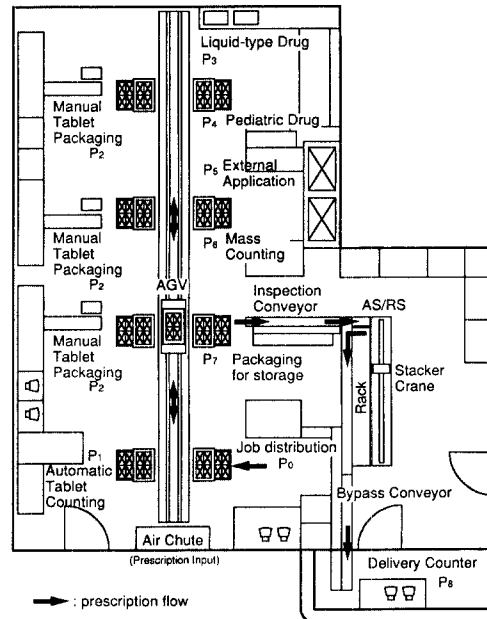 Liquid-type Drug
P3
Manual
Tablet
Packaging
P2
P4
Pediatric Drug
P5
External
Application
Manual
Tablet
Packaging
P2
P6
Mass
Counting
AGV
Inspection
Conveyor
AS/RS
Manual
Tablet
Packaging
P2
P7
Packaging
for storage
Rack
Stacker
Crane
P1
Automatic
Tablet
Counting
Job distribution
P0
Bypass Conveyor
Air Chute
(Prescription Input)
Delivery Counter
P8
: prescription flow